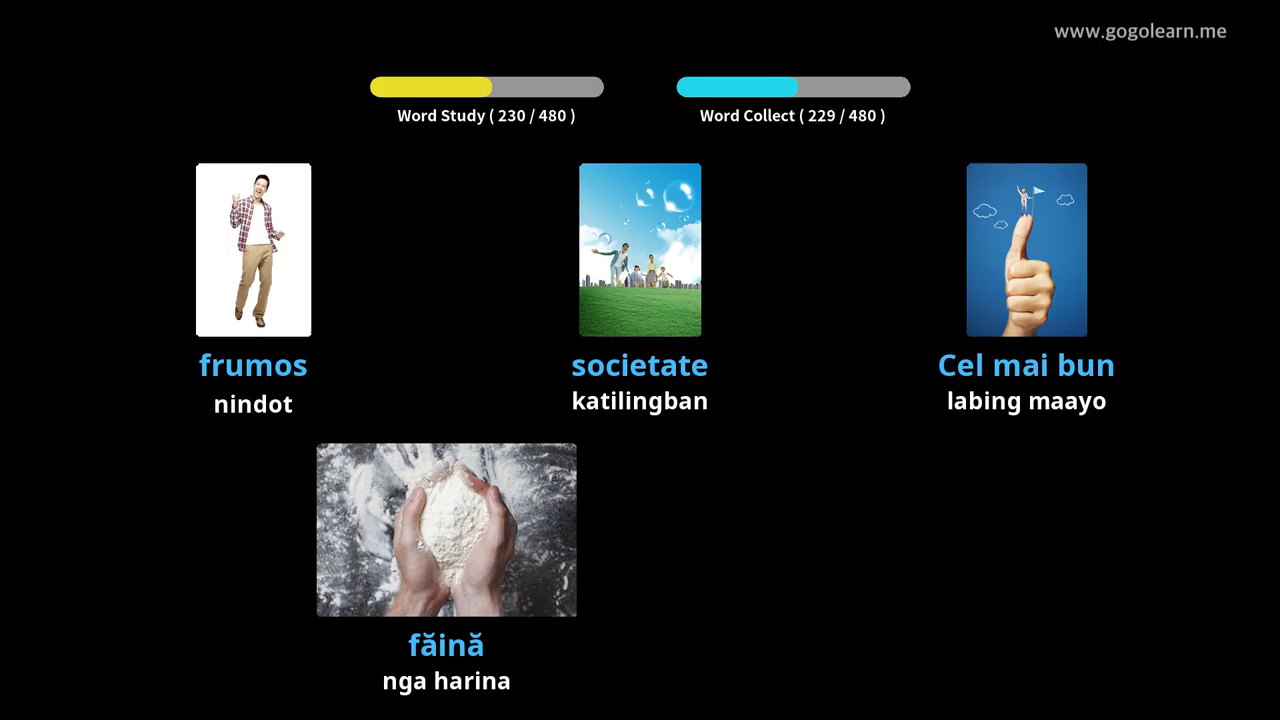 www.gogolearn.me
Word Study ( 230 / 480 )
Word Collect ( 229 / 480 )
frumos
nindot
societate
katilingban
Cel mai bun
labing maayo
făină
nga harina